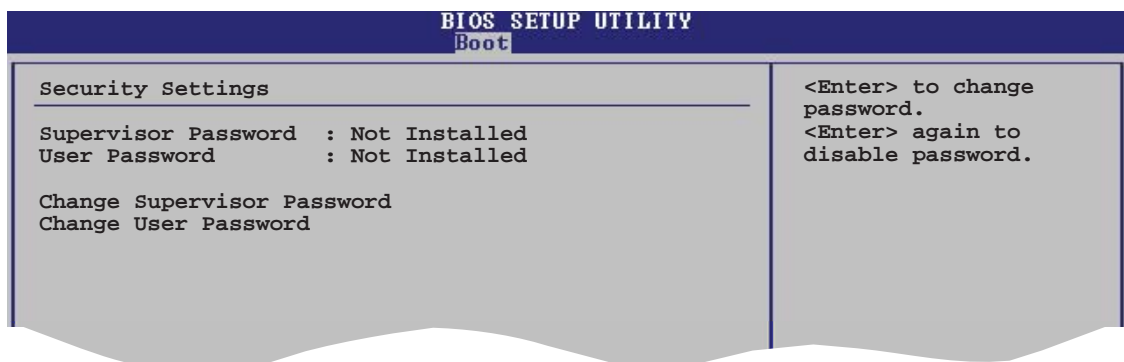 BIOS SETUP UTILITY
Boot
Security Settings
Supervisor Password : Not Installed
User Password : Not Installed
Change Supervisor Password
Change User Password
<Enter> to change
password.
<Enter> again to
disable password.